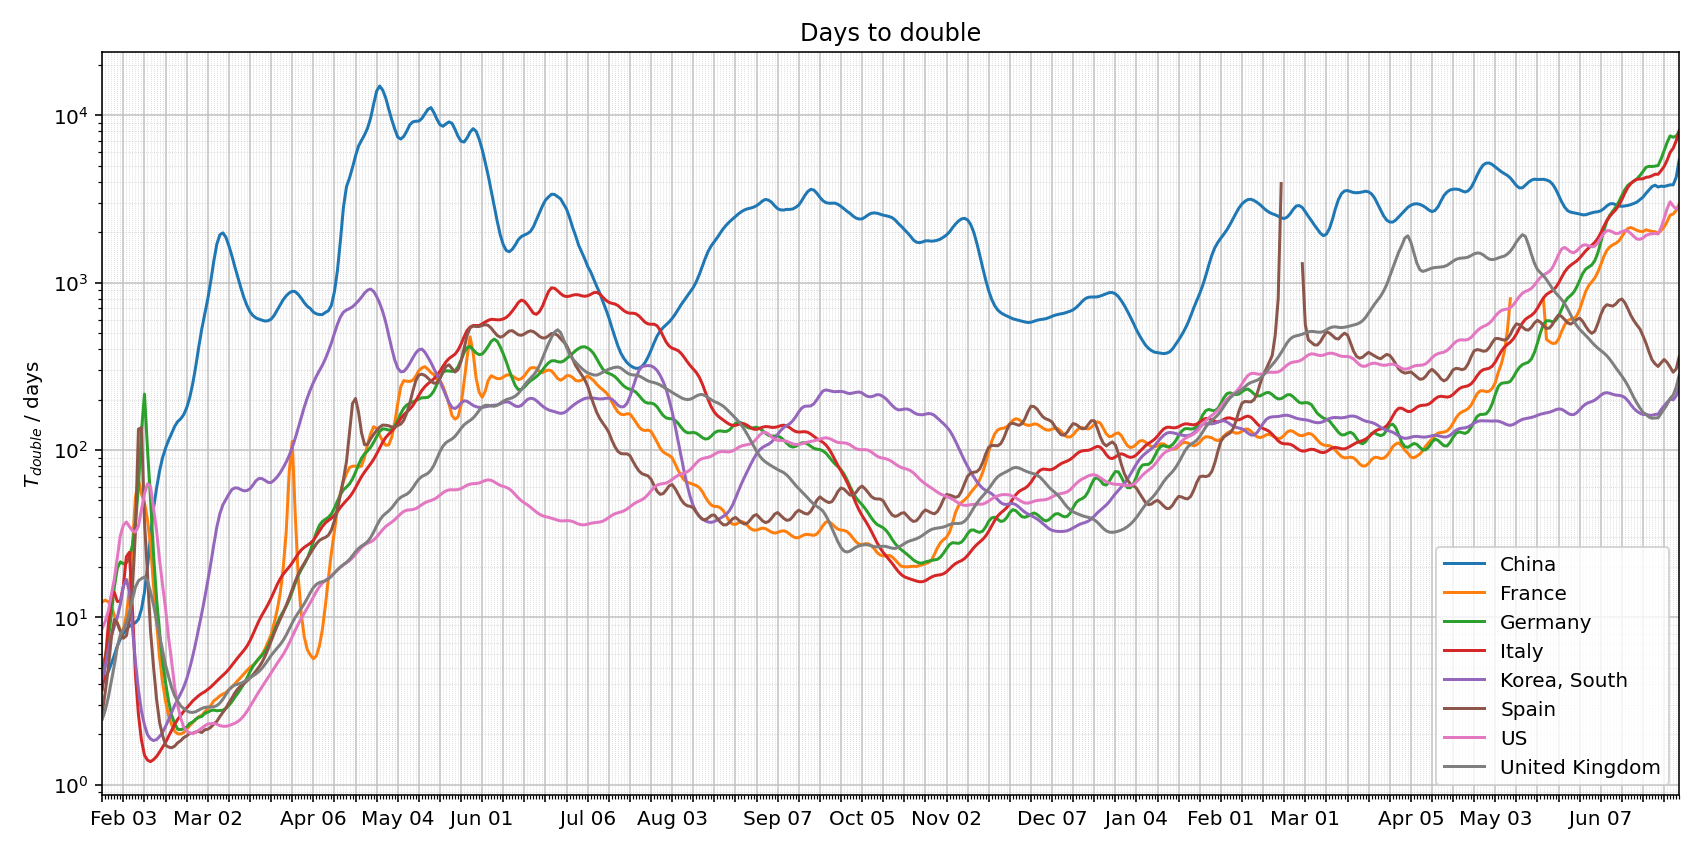 Days to double
T_double / days
10^4
10^3
10^2
10^1
10^0
Feb 03 Mar 02 Apr 06 May 04 Jun 01 Jul 06 Aug 03 Sep 07 Oct 05 Nov 02 Dec 07 Jan 04 Feb 01 Mar 01 Apr 05 May 03 Jun 07
China
France
Germany
Italy
Korea, South
Spain
US
United Kingdom